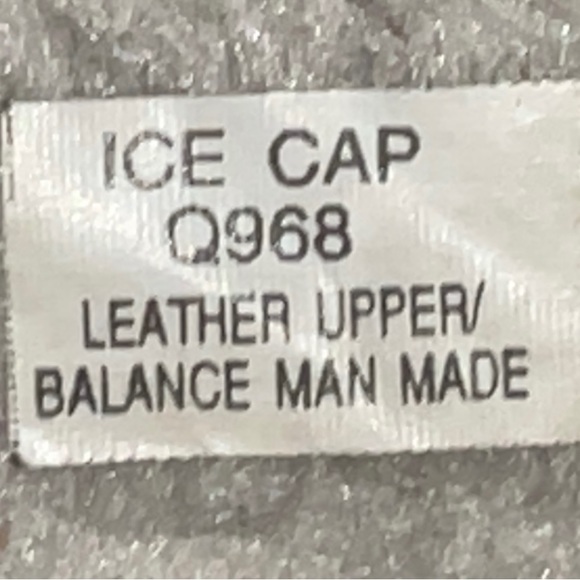 ICE CAP
Q968
LEATHER UPPER/
BALANCE MAN MADE